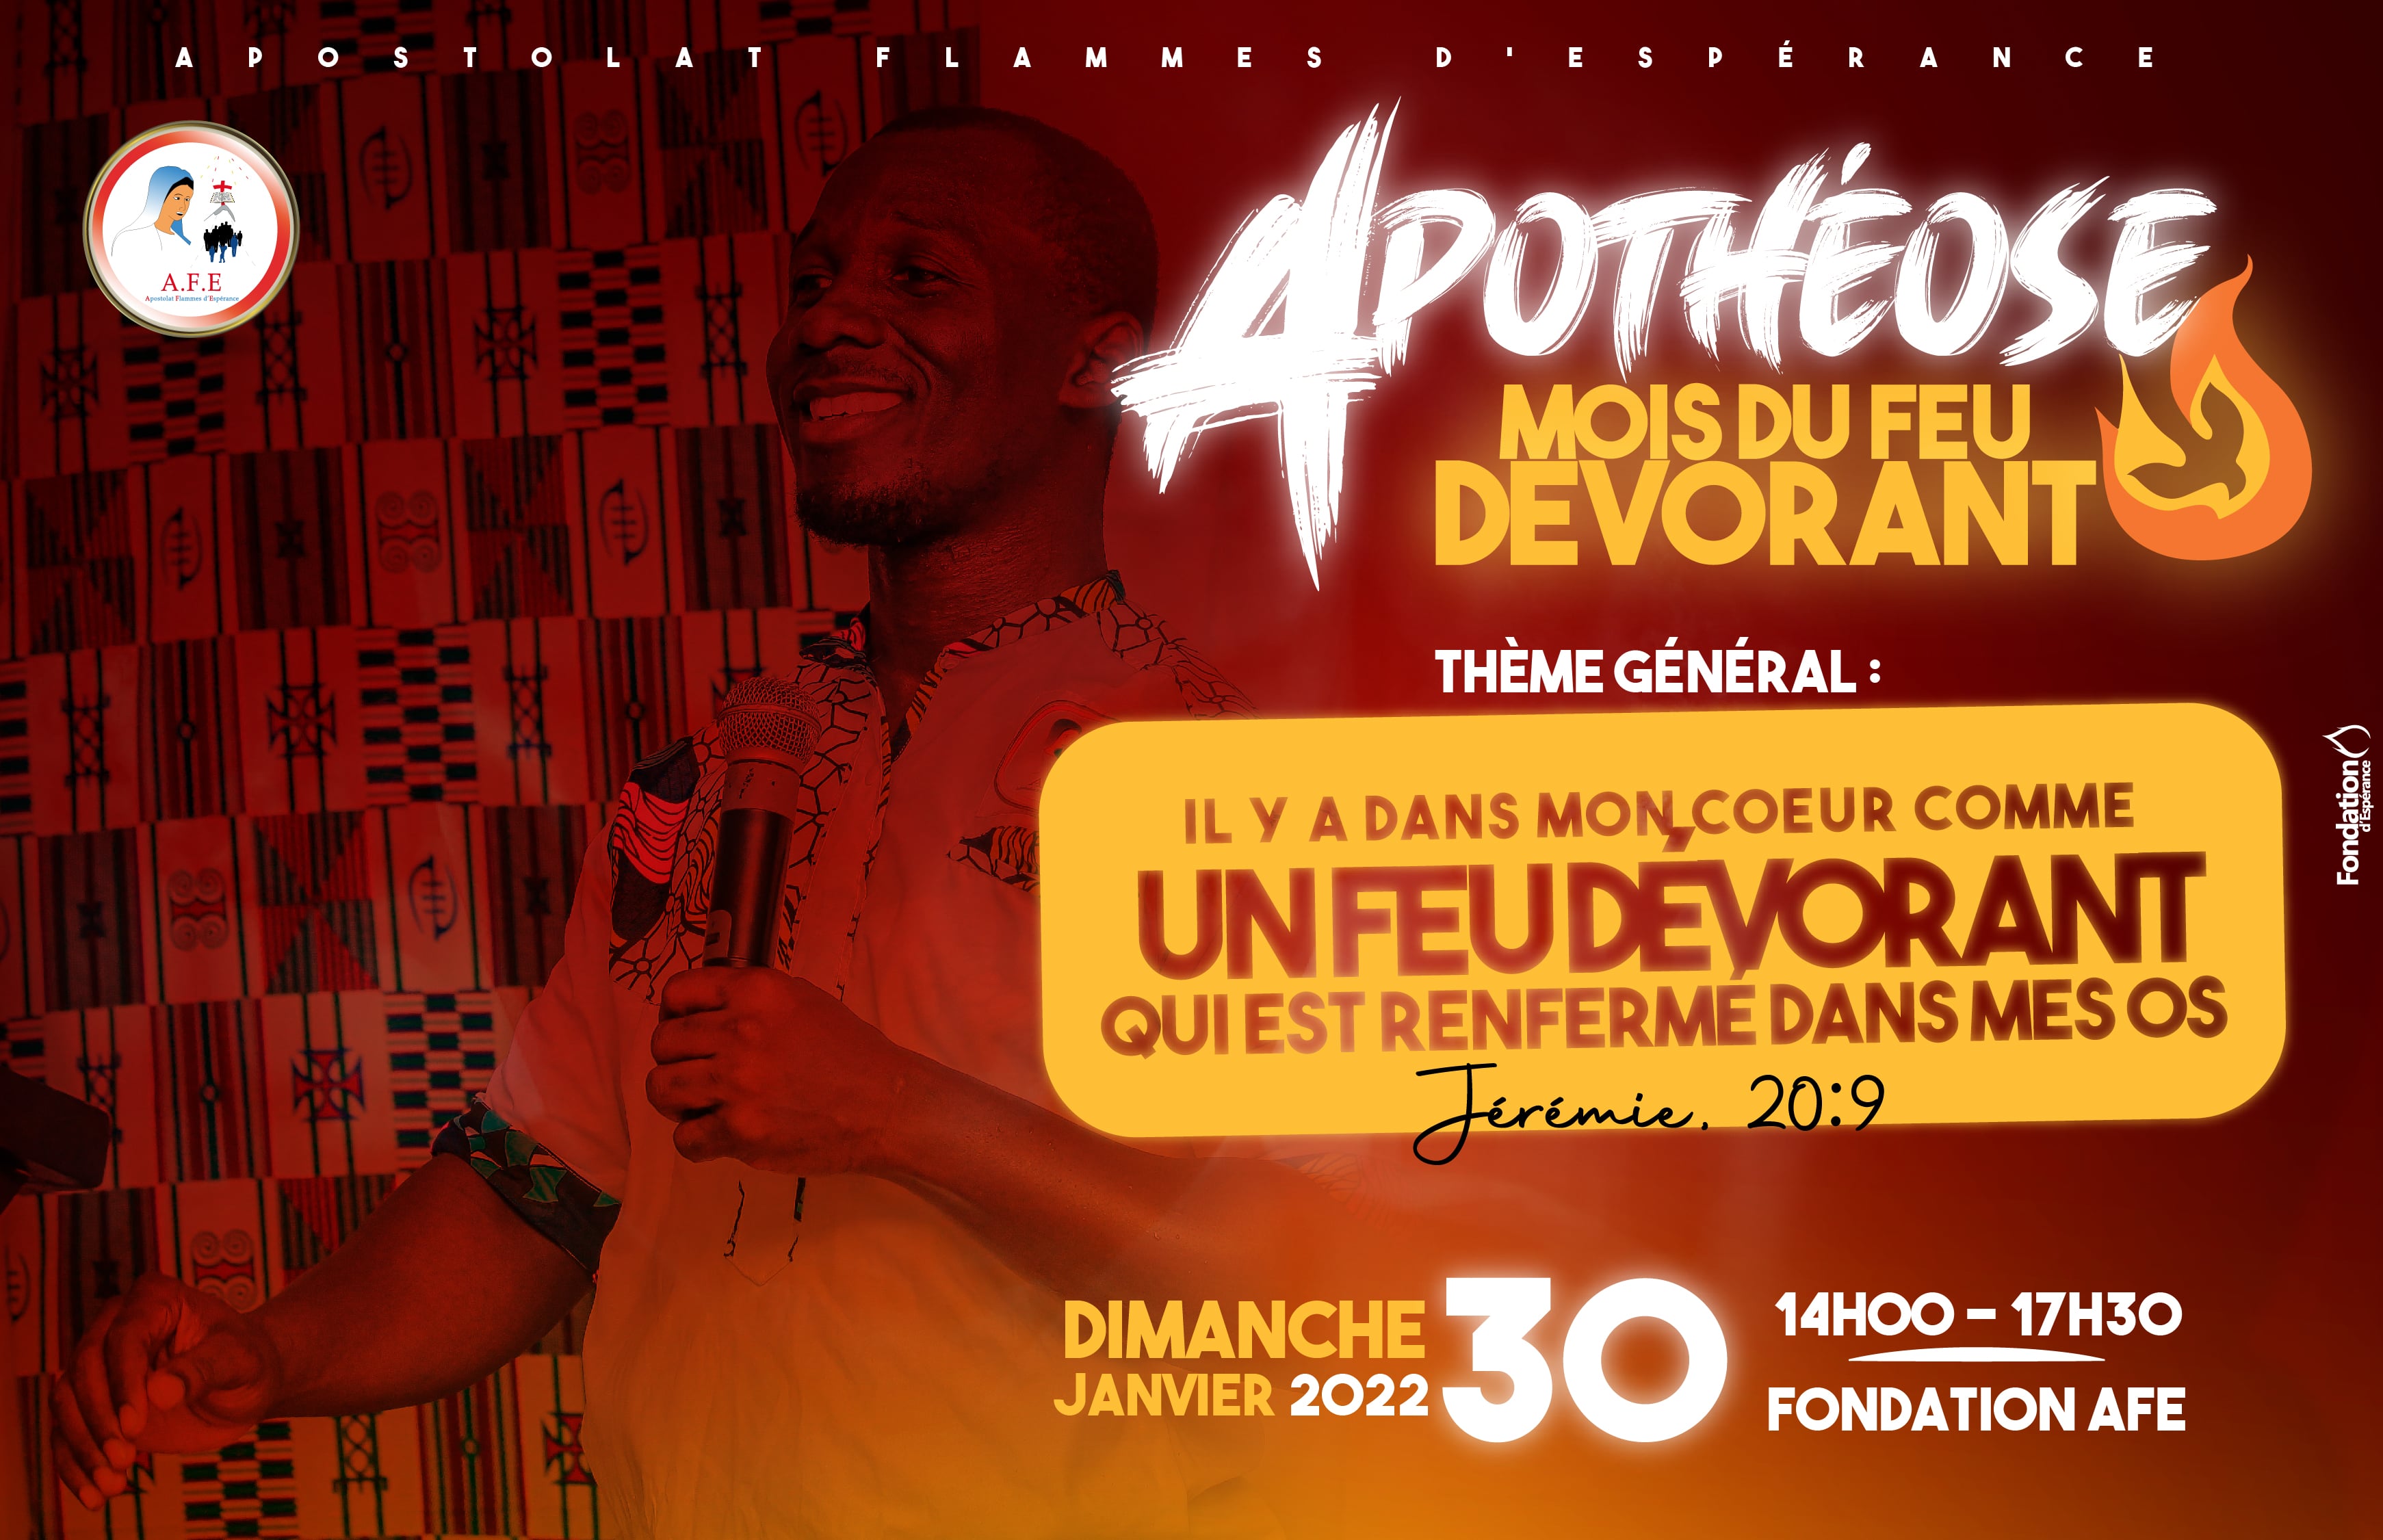 APOSTOLAT FLAMMES D'ESPÉRANCE
A.F.E
Apostolat Flammes d'Espérance
APOTHÉOSE
MOIS DU FEU
DEVORANT
THÈME GÉNÉRAL :
IL Y A DANS MON COEUR COMME
UN FEU DÉVORANT
QUI EST RENFERMÉ DANS MES OS
Jérémie, 20:9
Fondation
d'Espérance
DIMANCHE
JANVIER 2022
30
14H00 - 17H30
FONDATION AFE